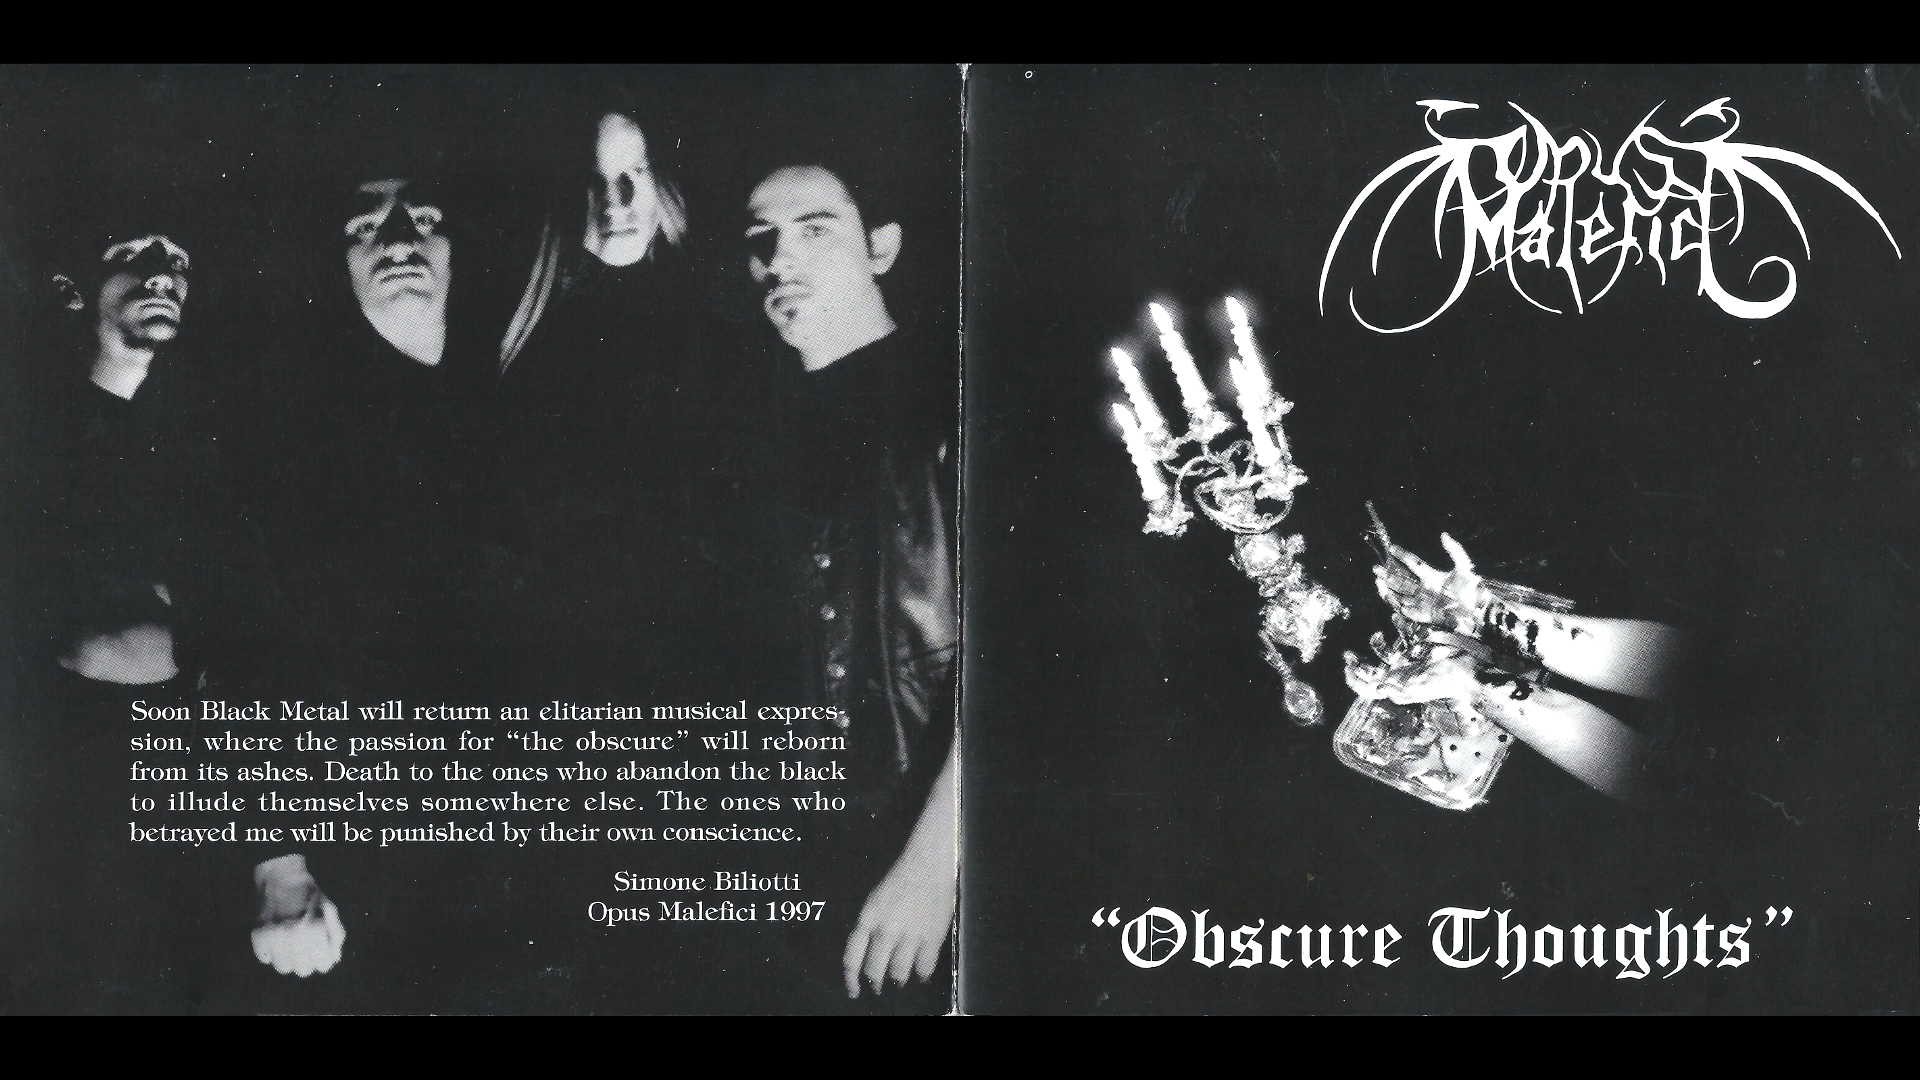 Soon Black Metal will return an elitarian musical expres-
sion, where the passion for “the obscure” will reborn
from its ashes. Death to the ones who abandon the black
to illude themselves somewhere else. The ones who
betrayed me will be punished by their own conscience.
Simone Biliotti
Opus Malefici 1997
Opus
Malefici
“Obscure Thoughts”